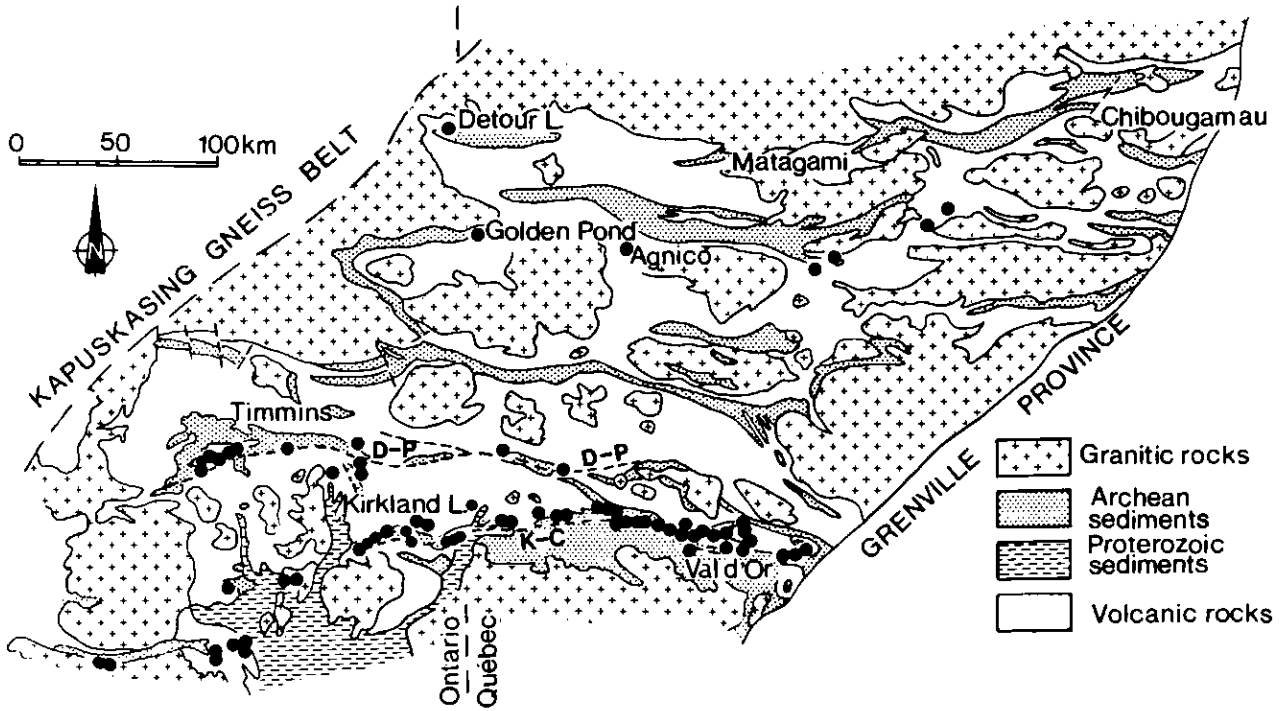 Detour L.
Chibougamau
0 50 100km
Matagami
KAPUSKASING GNEISS BELT
N
Golden Pond
Agnico
Timmins
D-P
D-P
Kirkland L.
K-C
Val d'Or
GRENVILLE PROVINCE
Ontario
Quebec
Granitic rocks
Archean
sediments
Proterozoic
sediments
Volcanic rocks